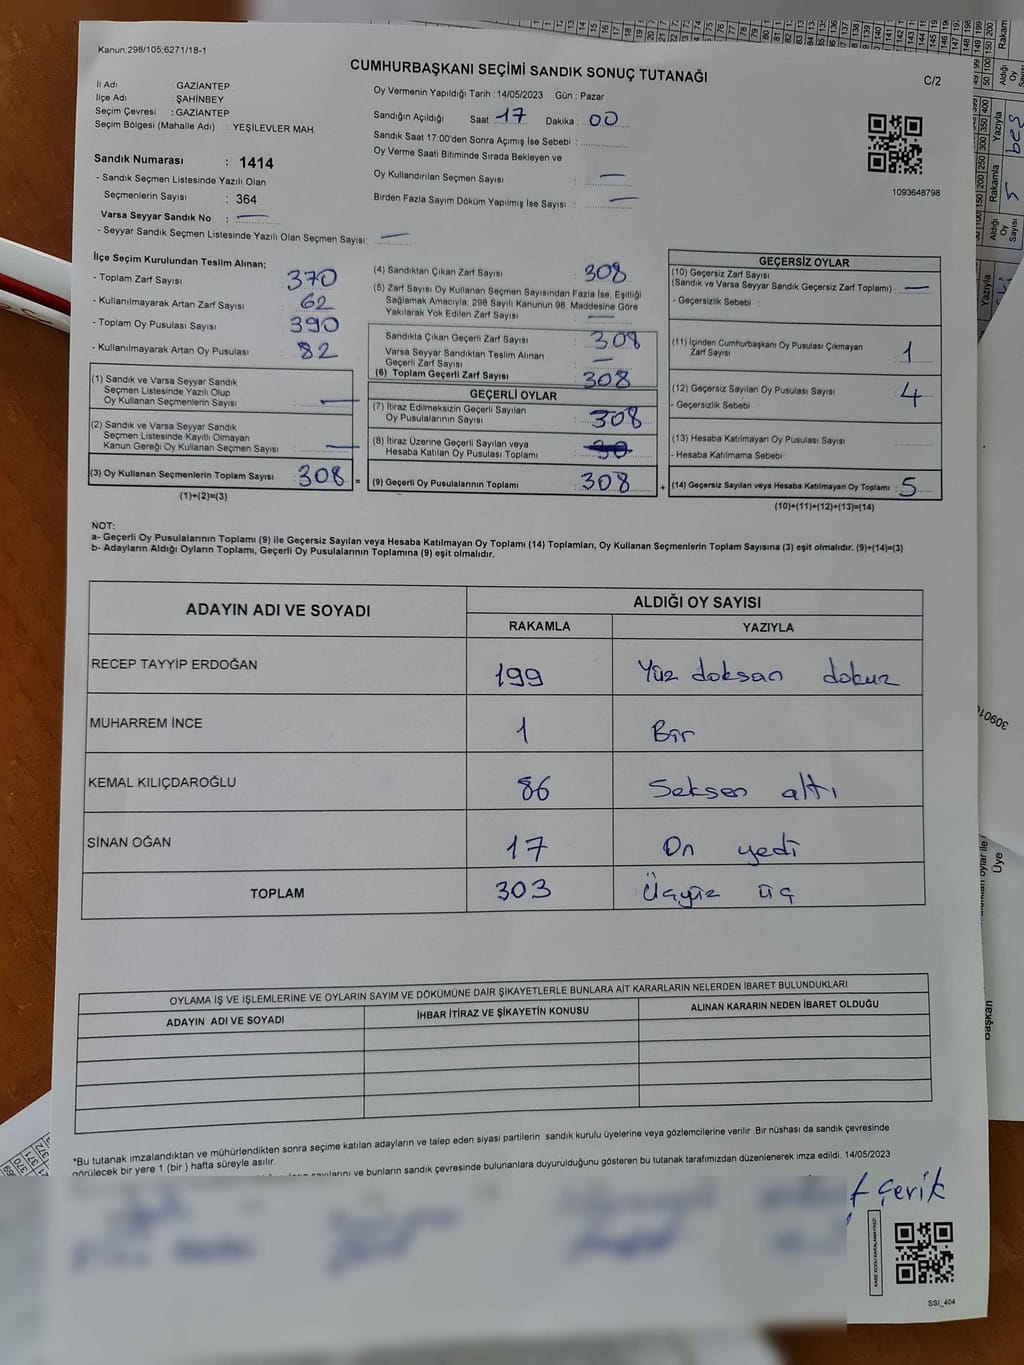 Kanun;298/105;6271/18-1
CUMHURBAŞKANI SEÇİMİ SANDIK SONUÇ TUTANAĞI
C/2
İl Adı : GAZİANTEP
İlçe Adı : ŞAHİNBEY
Seçim Çevresi : GAZİANTEP
Seçim Bölgesi (Mahalle Adı) : YEŞİLEVLER MAH.
Oy Vermenin Yapıldığı Tarih : 14/05/2023 Gün : Pazar
Sandığın Açıldığı Saat 17 Dakika : 00
Sandık Saat 17:00'den Sonra Açımış İse Sebebi :
Oy Verme Saati Bitiminde Sırada Bekleyen ve
Oy Kullandırılan Seçmen Sayısı : —
Birden Fazla Sayım Döküm Yapılmış İse Sayısı : —
1093648798
Sandık Numarası : 1414
- Sandık Seçmen Listesinde Yazılı Olan
Seçmenlerin Sayısı : 364
Varsa Seyyar Sandık No : —
- Seyyar Sandık Seçmen Listesinde Yazılı Olan Seçmen Sayısı: —
İlçe Seçim Kurulundan Teslim Alınan;
- Toplam Zarf Sayısı 370
- Kullanılmayarak Artan Zarf Sayısı : 62
- Toplam Oy Pusulası Sayısı : 390
- Kullanılmayarak Artan Oy Pusulası : 82
(1) Sandık ve Varsa Seyyar Sandık
Seçmen Listesinde Yazılı Olup
Oy Kullanan Seçmenlerin Sayısı : —
(2) Sandık ve Varsa Seyyar Sandık
Seçmen Listesinde Kayıtlı Olmayan
Kanun Gereği Oy Kullanan Seçmen Sayısı : —
(3) Oy Kullanan Seçmenlerin Toplam Sayısı : 308 =
(1)+(2)=(3)
(4) Sandıktan Çıkan Zarf Sayısı : 308
(5) Zarf Sayısı Oy Kullanan Seçmen Sayısından Fazla İse, Eşitliği
Sağlamak Amacıyla, 298 Sayılı Kanunun 98. Maddesine Göre
Yakılarak Yok Edilen Zarf Sayısı : —
Sandıkta Çıkan Geçerli Zarf Sayısı : 308
Varsa Seyyar Sandıktan Teslim Alınan
Geçerli Zarf Sayısı : —
(6) Toplam Geçerli Zarf Sayısı : 308
GEÇERLİ OYLAR
(7) İtiraz Edilmeksizin Geçerli Sayılan
Oy Pusulalarının Sayısı : 308
(8) İtiraz Üzerine Geçerli Sayılan veya
Hesaba Katılan Oy Pusulası Toplamı :
(9) Geçerli Oy Pusulalarının Toplamı : 308 +
GEÇERSİZ OYLAR
(10) Geçersiz Zarf Sayısı
(Sandık ve Varsa Seyyar Sandık Geçersiz Zarf Toplamı) : —
- Geçersizlik Sebebi :
(11) İçinden Cumhurbaşkanı Oy Pusulası Çıkmayan
Zarf Sayısı : 1
(12) Geçersiz Sayılan Oy Pusulası Sayısı : 4
- Geçersizlik Sebebi :
(13) Hesaba Katılmayan Oy Pusulası Sayısı :
- Hesaba Katılmama Sebebi :
(14) Geçersiz Sayılan veya Hesaba Katılmayan Oy Toplamı : 5
(10)+(11)+(12)+(13)=(14)
NOT:
a- Geçerli Oy Pusulalarının Toplamı (9) ile Geçersiz Sayılan veya Hesaba Katılmayan Oy Toplamı (14) Toplamları, Oy Kullanan Seçmenlerin Toplam Sayısına (3) eşit olmalıdır. (9)+(14)=(3)
b- Adayların Aldığı Oyların Toplamı, Geçerli Oy Pusulalarının Toplamına (9) eşit olmalıdır.
ADAYIN ADI VE SOYADI ALDIĞI OY SAYISI
RAKAMLA YAZIYLA
RECEP TAYYİP ERDOĞAN 199 Yüz doksan dokuz
MUHARREM İNCE 1 Bir
KEMAL KILIÇDAROĞLU 86 Seksen altı
SİNAN OĞAN 17 On yedi
TOPLAM 303 Üçyüz üç
OYLAMA İŞ VE İŞLEMLERİNE VE OYLARIN SAYIM VE DÖKÜMÜNE DAİR ŞİKAYETLERLE BUNLARA AİT KARARLARIN NELERDEN İBARET BULUNDUKLARI
ADAYIN ADI VE SOYADI İHBAR İTİRAZ VE ŞİKAYETİN KONUSU ALINAN KARARIN NEDEN İBARET OLDUĞU
*Bu tutanak imzalandıktan ve mühürlendikten sonra seçime katılan adayların ve talep eden siyasi partilerin sandık kurulu üyelerine veya gözlemcilerine verilir .Bir nüshası da sandık çevresinde
görülecek bir yere 1 (bir ) hafta süreyle asılır.
sayılarını ve bunların sandık çevresinde bulunanlara duyurulduğunu gösteren bu tutanak tarafımızdan düzenlenerek imza edildi. 14/05/2023
çerik
SSI_404